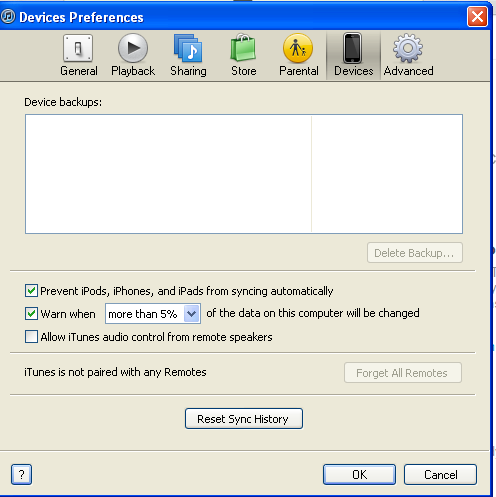 Devices Preferences
General Playback Sharing Store Parental Devices Advanced
Device backups:
Delete Backup...
Prevent iPods, iPhones, and iPads from syncing automatically
Warn when more than 5% of the data on this computer will be changed
Allow iTunes audio control from remote speakers
iTunes is not paired with any Remotes Forget All Remotes
Reset Sync History
? OK Cancel